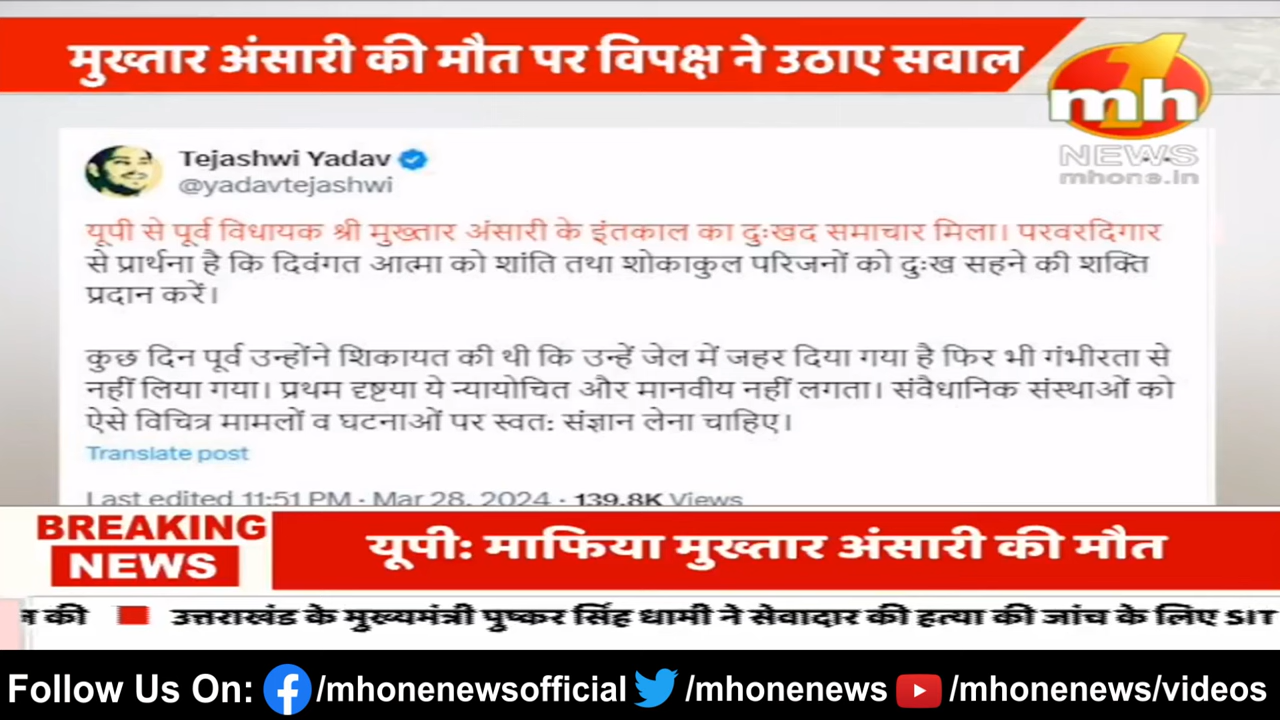 मुख्तार अंसारी की मौत पर विपक्ष ने उठाए सवाल
1
mh
NEWS
mhone.in
Tejashwi Yadav
@yadavtejashwi
यूपी से पूर्व विधायक श्री मुख्तार अंसारी के इंतकाल का दुःखद समाचार मिला। परवरदिगार
से प्रार्थना है कि दिवंगत आत्मा को शांति तथा शोकाकुल परिजनों को दुःख सहने की शक्ति
प्रदान करें।
कुछ दिन पूर्व उन्होंने शिकायत की थी कि उन्हें जेल में जहर दिया गया है फिर भी गंभीरता से
नहीं लिया गया। प्रथम दृष्टया ये न्यायोचित और मानवीय नहीं लगता। संवैधानिक संस्थाओं को
ऐसे विचित्र मामलों व घटनाओं पर स्वत: संज्ञान लेना चाहिए।
Translate post
Last edited 11:51 PM · Mar 28, 2024 · 139.8K Views
BREAKING
NEWS
यूपी: माफिया मुख्तार अंसारी की मौत
की ■ उत्तराखंड के मुख्यमंत्री पुष्कर सिंह धामी ने सेवादार की हत्या की जांच के लिए SIT
Follow Us On: /mhonenewsofficial /mhonenews /mhonenews/videos